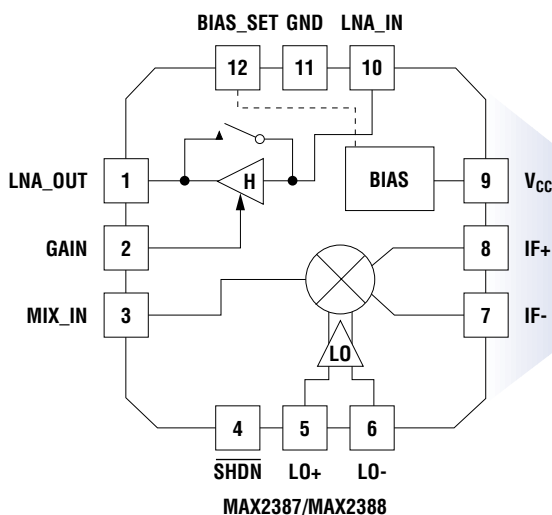 BIAS_SET GND LNA_IN
12 11 10
LNA_OUT 1 H BIAS 9 VCC
GAIN 2 8 IF+
MIX_IN 3 7 IF-
LO
4 5 6
SHDN LO+ LO-
MAX2387/MAX2388